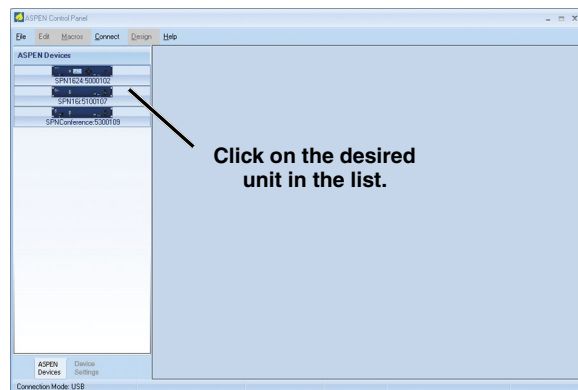 ASPEN Control Panel
File Edit Macros Connect Design Help
ASPEN Devices
SPN1624:5000102
SPN16i:5100107
SPNConference:5300109
Click on the desired
unit in the list.
ASPEN Devices
Device Settings
Connection Mode: USB